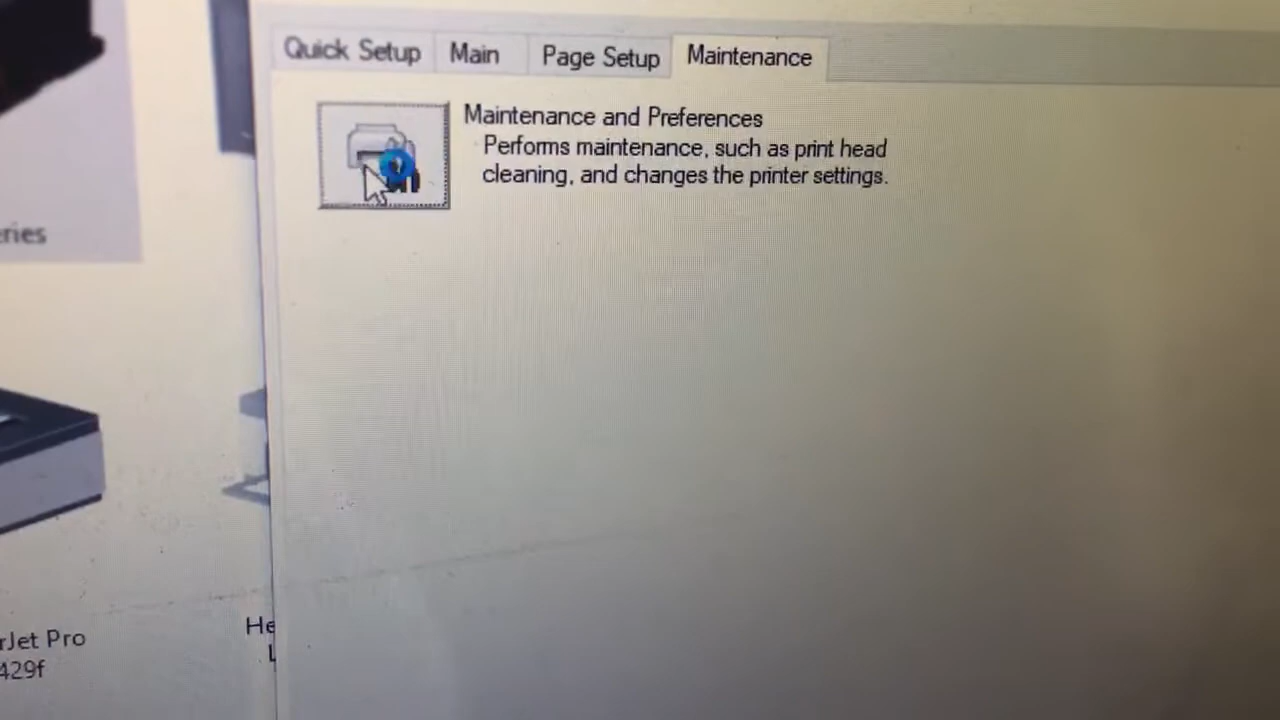 Quick Setup
Main
Page Setup
Maintenance
Maintenance and Preferences
Performs maintenance, such as print head
cleaning, and changes the printer settings.
ries
rJet Pro
429f
He
L